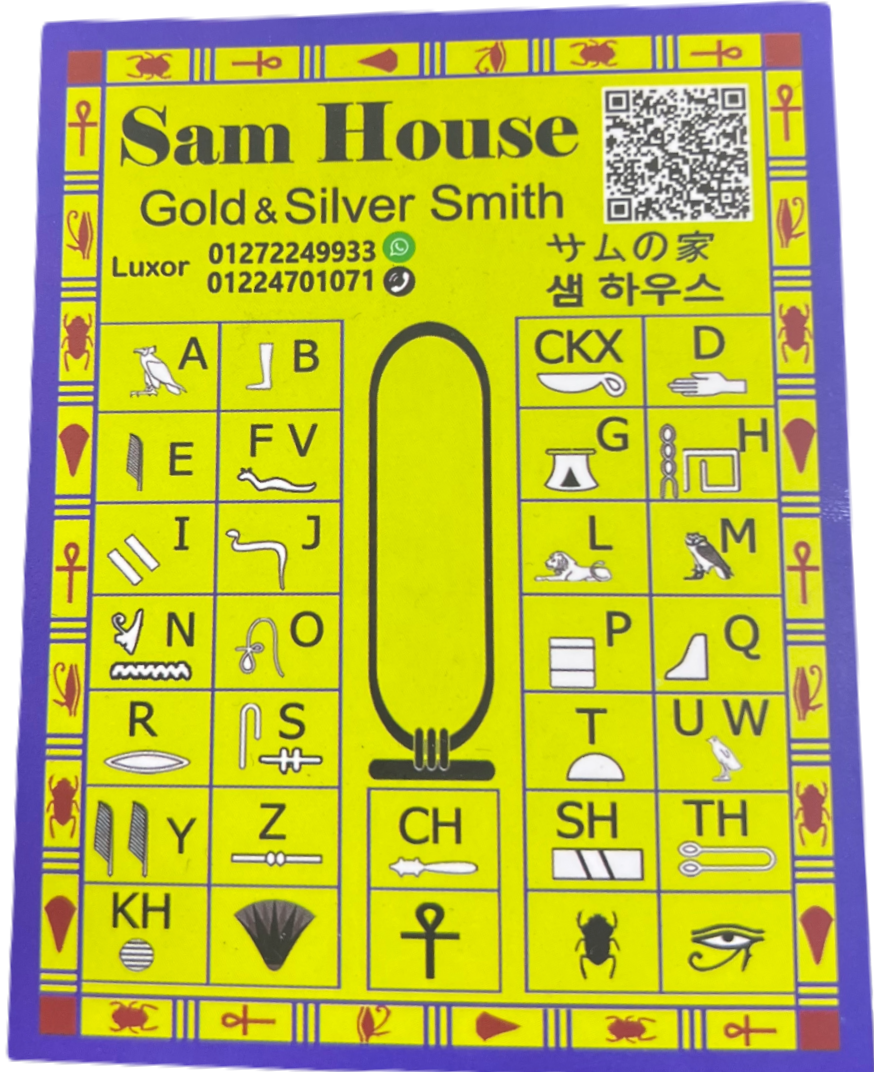 Sam House
Gold & Silver Smith
Luxor
01272249933
01224701071
サムの家
샘 하우스
A B CKX D
E F V G H
I J L M
N O P Q
R S T U W
Y Z CH SH TH
KH